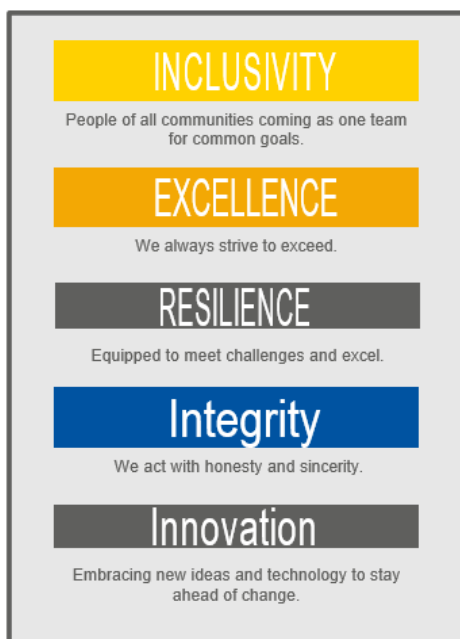 INCLUSIVITY
People of all communities coming as one team
for common goals.
EXCELLENCE
We always strive to exceed.
RESILIENCE
Equipped to meet challenges and excel.
Integrity
We act with honesty and sincerity.
Innovation
Embracing new ideas and technology to stay
ahead of change.